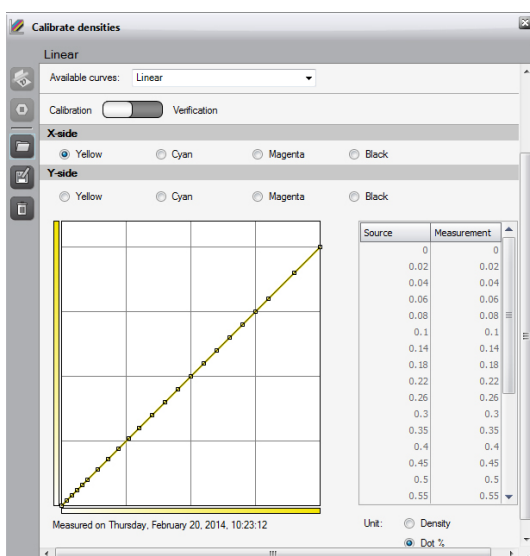 Calibrate densities
Linear
Available curves: Linear
Calibration Verification
X-side
Yellow Cyan Magenta Black
Y-side
Yellow Cyan Magenta Black
Source Measurement
0 0
0.02 0.02
0.04 0.04
0.06 0.06
0.08 0.08
0.1 0.1
0.14 0.14
0.18 0.18
0.22 0.22
0.26 0.26
0.3 0.3
0.35 0.35
0.4 0.4
0.45 0.45
0.5 0.5
0.55 0.55
Measured on Thursday, February 20, 2014, 10:23:12
Unit: Density
Dot %